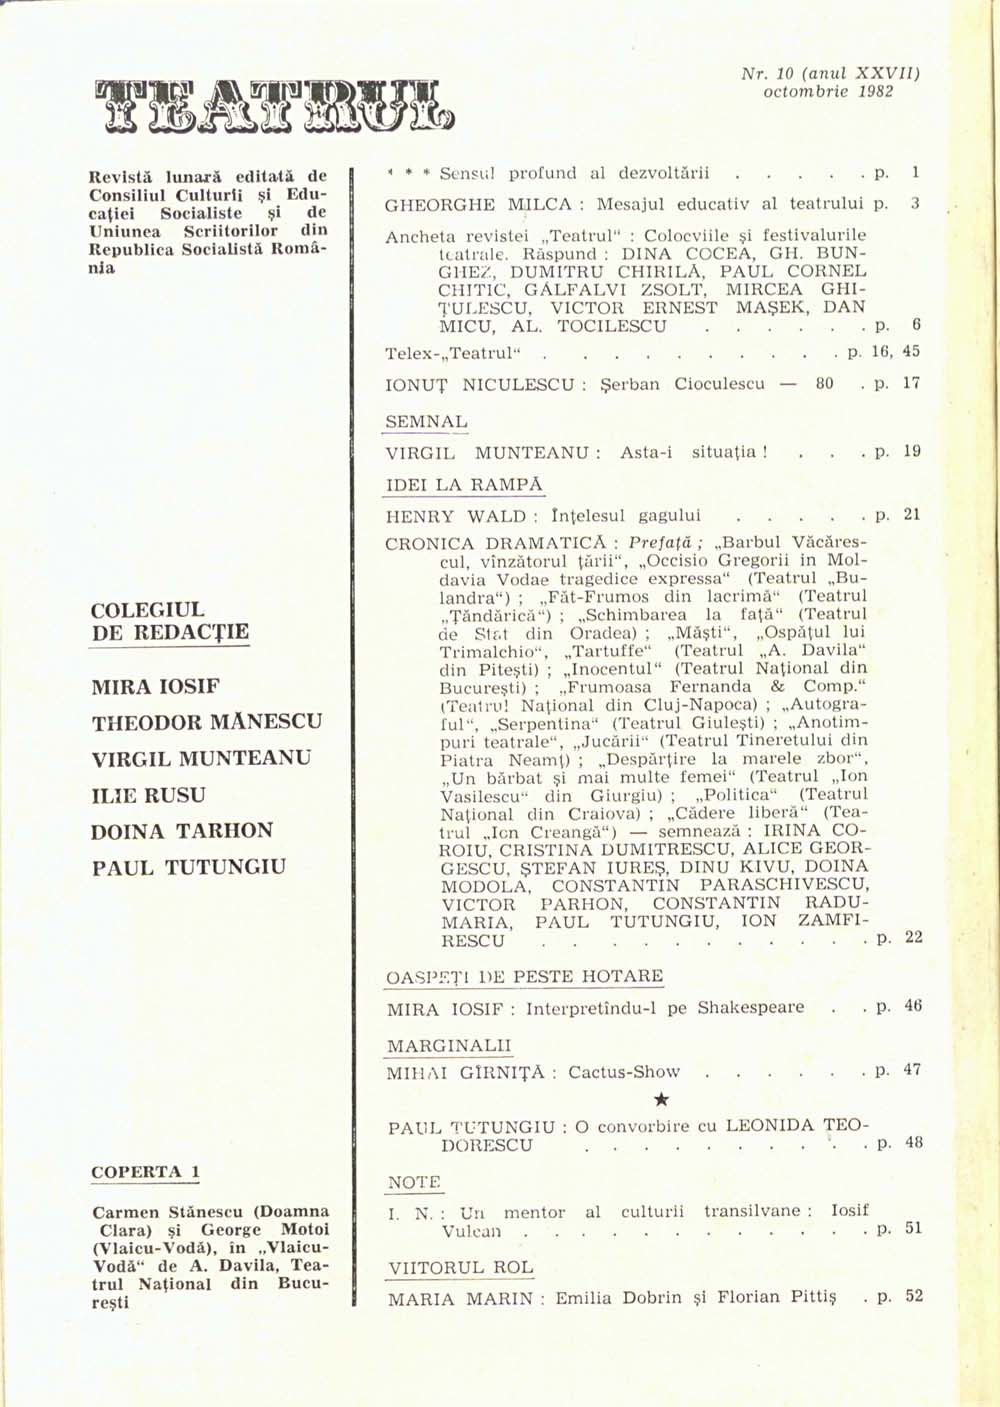 TEATRUL
Nr. 10 (anul XXVII)
octombrie 1982
Revistă lunară editată de
Consiliul Culturii și Edu-
cației Socialiste și de
Uniunea Scriitorilor din
Republica Socialistă Româ-
nia
COLEGIUL
DE REDACȚIE
MIRA IOSIF
THEODOR MĂNESCU
VIRGIL MUNTEANU
ILIE RUSU
DOINA TARHON
PAUL TUTUNGIU
COPERTA 1
Carmen Stănescu (Doamna
Clara) și George Motoi
(Vlaicu-Vodă), în „Vlaicu-
Vodă“ de A. Davila, Tea-
trul Național din Bucu-
rești
* * * Sensul profund al dezvoltării . . . . . p. 1
GHEORGHE MILCA : Mesajul educativ al teatrului p. 3
Ancheta revistei „Teatrul“ : Colocviile și festivalurile
teatrale. Răspund : DINA COCEA, GH. BUN-
GHEZ, DUMITRU CHIRILĂ, PAUL CORNEL
CHITIC, GÁLFALVI ZSOLT, MIRCEA GHI-
ȚULESCU, VICTOR ERNEST MAȘEK, DAN
MICU, AL. TOCILESCU . . . . . . p. 6
Telex-„Teatrul“ . . . . . . . . . . p. 16, 45
IONUȚ NICULESCU : Șerban Cioculescu — 80 . p. 17
SEMNAL
VIRGIL MUNTEANU : Asta-i situația ! . . . p. 19
IDEI LA RAMPĂ
HENRY WALD : Înțelesul gagului . . . . . p. 21
CRONICA DRAMATICĂ : Prefață ; „Barbul Văcăres-
cul, vînzătorul țării“, „Occisio Gregorii in Mol-
davia Vodae tragedice expressa“ (Teatrul „Bu-
landra“) ; „Făt-Frumos din lacrimă“ (Teatrul
„Țăndărică“) ; „Schimbarea la față“ (Teatrul
de Stat din Oradea) ; „Măști“, „Ospățul lui
Trimalchio“, „Tartuffe“ (Teatrul „A. Davila“
din Pitești) ; „Inocentul“ (Teatrul Național din
București) ; „Frumoasa Fernanda & Comp.“
(Teatrul Național din Cluj-Napoca) ; „Autogra-
ful“, „Serpentina“ (Teatrul Giulești) ; „Anotim-
puri teatrale“, „Jucării“ (Teatrul Tineretului din
Piatra Neamț) ; „Despărțire la marele zbor“,
„Un bărbat și mai multe femei“ (Teatrul „Ion
Vasilescu“ din Giurgiu) ; „Politica“ (Teatrul
Național din Craiova) ; „Cădere liberă“ (Tea-
trul „Ion Creangă“) — semnează : IRINA CO-
ROIU, CRISTINA DUMITRESCU, ALICE GEOR-
GESCU, ȘTEFAN IUREȘ, DINU KIVU, DOINA
MODOLA, CONSTANTIN PARASCHIVESCU,
VICTOR PARHON, CONSTANTIN RADU-
MARIA, PAUL TUTUNGIU, ION ZAMFI-
RESCU . . . . . . . . . . . p. 22
OASPEȚI DE PESTE HOTARE
MIRA IOSIF : Interpretîndu-l pe Shakespeare . . p. 46
MARGINALII
MIHAI GÎRNIȚĂ : Cactus-Show . . . . . . p. 47
★
PAUL TUTUNGIU : O convorbire cu LEONIDA TEO-
DORESCU . . . . . . . . . . p. 48
NOTE
I. N. : Un mentor al culturii transilvane : Iosif
Vulcan . . . . . . . . . . . . p. 51
VIITORUL ROL
MARIA MARIN : Emilia Dobrin și Florian Pittiș . p. 52